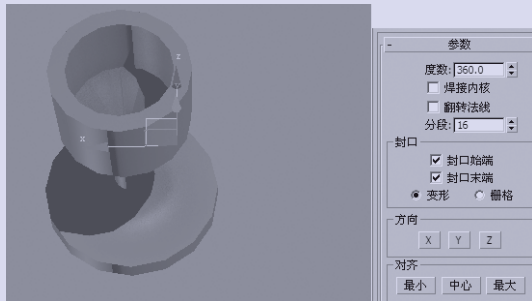 - 参数
度数: 360.0
焊接内核
翻转法线
分段: 16
封口
封口始端
封口末端
变形 栅格
方向
X Y Z
对齐
最小 中心 最大
z
x